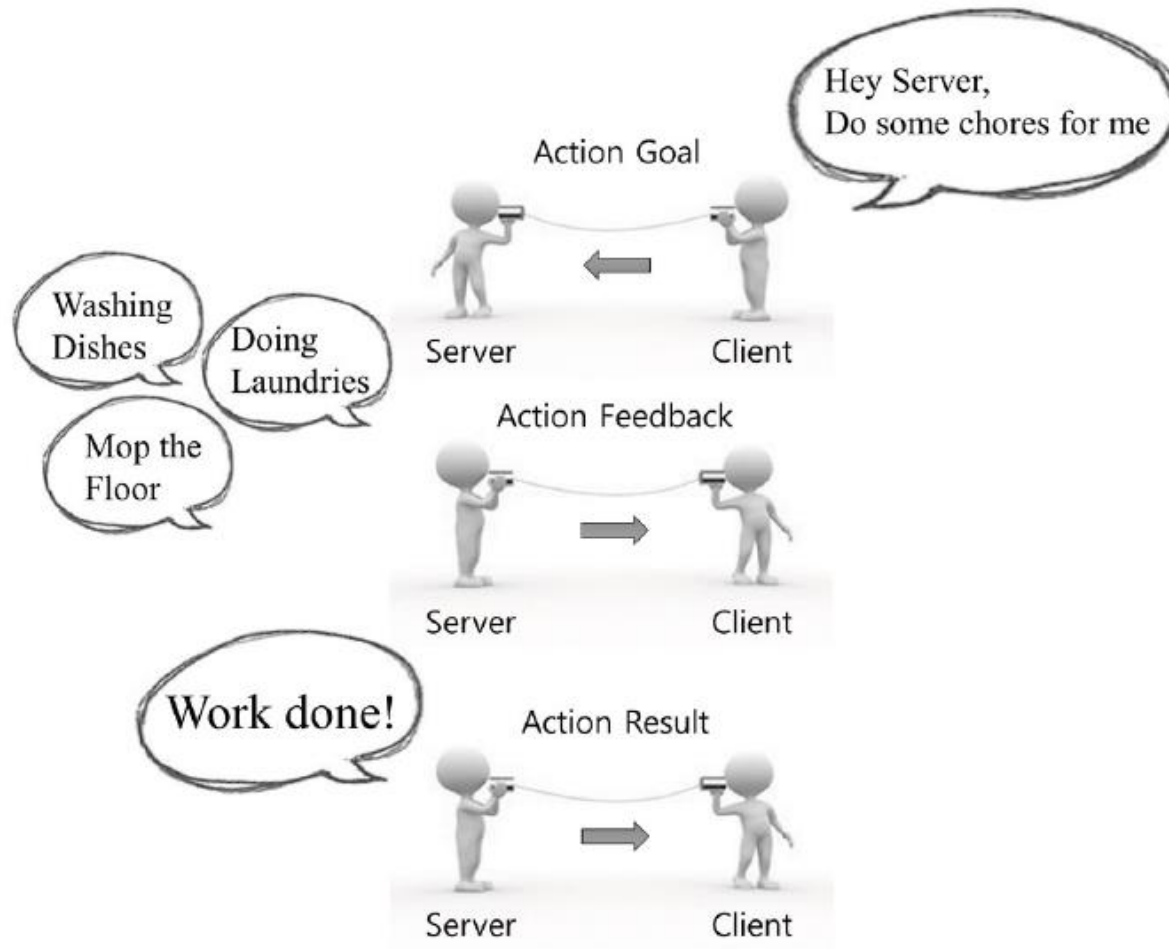 Hey Server,
Do some chores for me
Action Goal
Server
Client
Washing
Dishes
Doing
Laundries
Mop the
Floor
Action Feedback
Server
Client
Work done!
Action Result
Server
Client